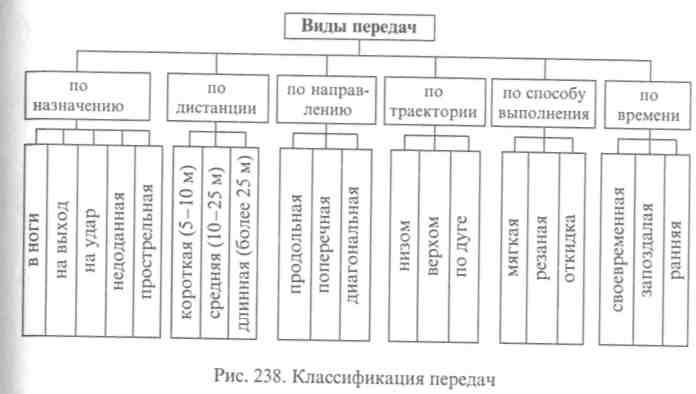 Виды передач
по
назначению
по
дистанции
по направ-
лению
по
траектории
по способу
выполнения
по
времени
в ноги
на выход
на удар
недоданная
прострельная
короткая (5–10 м)
средняя (10–25 м)
длинная (более 25 м)
продольная
поперечная
диагональная
низом
верхом
по дуге
мягкая
резаная
откидка
своевременная
запоздалая
ранняя
Рис. 238. Классификация передач